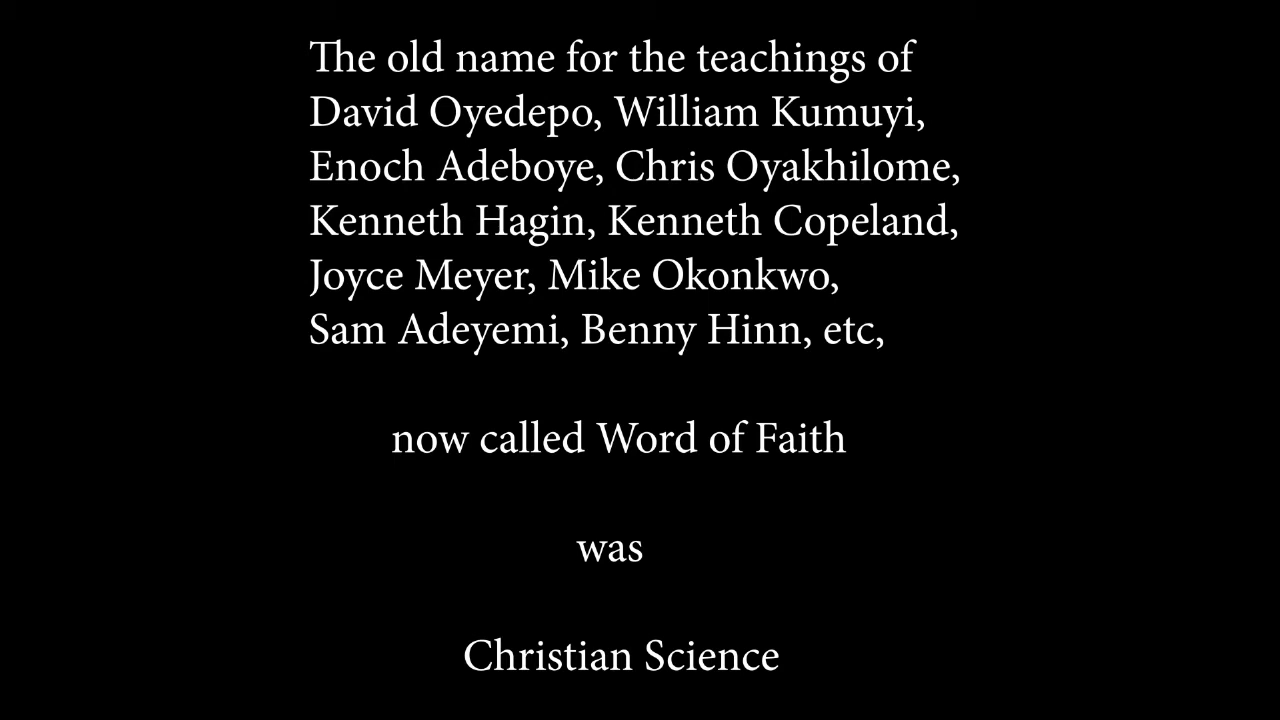 The old name for the teachings of
David Oyedepo, William Kumuyi,
Enoch Adeboye, Chris Oyakhilome,
Kenneth Hagin, Kenneth Copeland,
Joyce Meyer, Mike Okonkwo,
Sam Adeyemi, Benny Hinn, etc,
now called Word of Faith
was
Christian Science